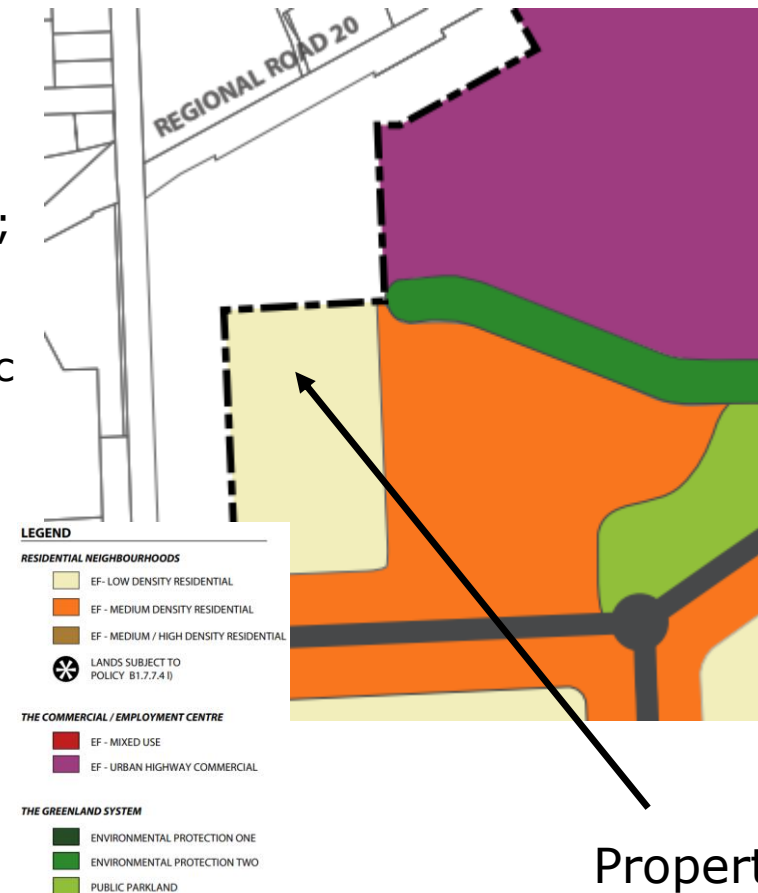 REGIONAL ROAD 20
;
c
LEGEND
RESIDENTIAL NEIGHBOURHOODS
EF- LOW DENSITY RESIDENTIAL
EF - MEDIUM DENSITY RESIDENTIAL
EF - MEDIUM / HIGH DENSITY RESIDENTIAL
LANDS SUBJECT TO
POLICY B1.7.7.4 l)
THE COMMERCIAL / EMPLOYMENT CENTRE
EF - MIXED USE
EF - URBAN HIGHWAY COMMERCIAL
THE GREENLAND SYSTEM
ENVIRONMENTAL PROTECTION ONE
ENVIRONMENTAL PROTECTION TWO
PUBLIC PARKLAND
Propert